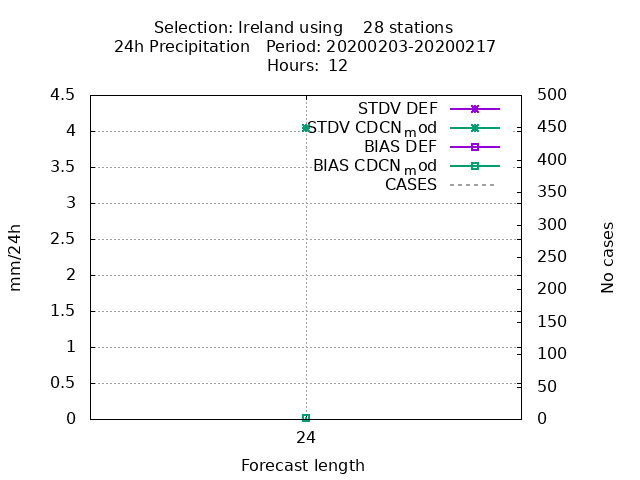 Selection: Ireland using    28 stations
24h Precipitation   Period: 20200203-20200217
Hours:  12
4.5
4
3.5
3
2.5
2
1.5
1
0.5
0
500
450
400
350
300
250
200
150
100
50
0
STDV DEF
STDV CDCNmod
BIAS DEF
BIAS CDCNmod
CASES
mm/24h
No cases
24
Forecast length